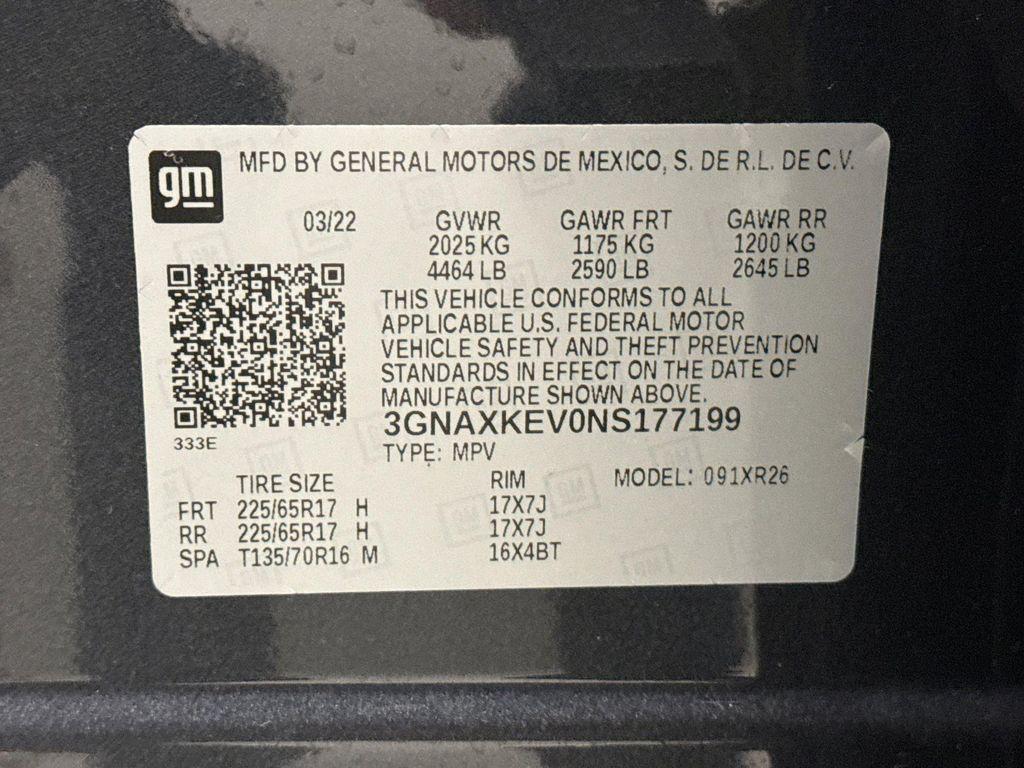 gm
MFD BY GENERAL MOTORS DE MEXICO, S. DE R.L. DE C.V.
03/22 GVWR GAWR FRT GAWR RR
2025 KG 1175 KG 1200 KG
4464 LB 2590 LB 2645 LB
THIS VEHICLE CONFORMS TO ALL
APPLICABLE U.S. FEDERAL MOTOR
VEHICLE SAFETY AND THEFT PREVENTION
STANDARDS IN EFFECT ON THE DATE OF
MANUFACTURE SHOWN ABOVE.
3GNAXKEV0NS177199
333E
TYPE: MPV
TIRE SIZE RIM MODEL: 091XR26
FRT 225/65R17 H 17X7J
RR 225/65R17 H 17X7J
SPA T135/70R16 M 16X4BT